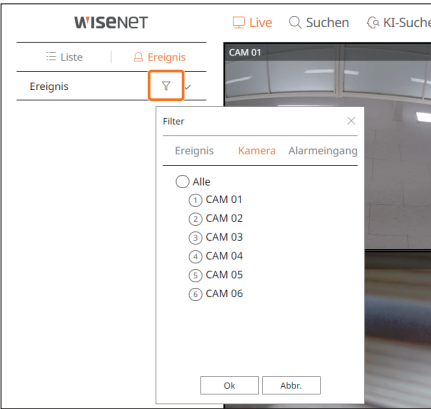 WISENET
Live Suchen KI-Suche
Liste Ereignis
CAM 01
Ereignis
Filter
Ereignis Kamera Alarmeingang
Alle
1 CAM 01
2 CAM 02
3 CAM 03
4 CAM 04
5 CAM 05
6 CAM 06
Ok Abbr.